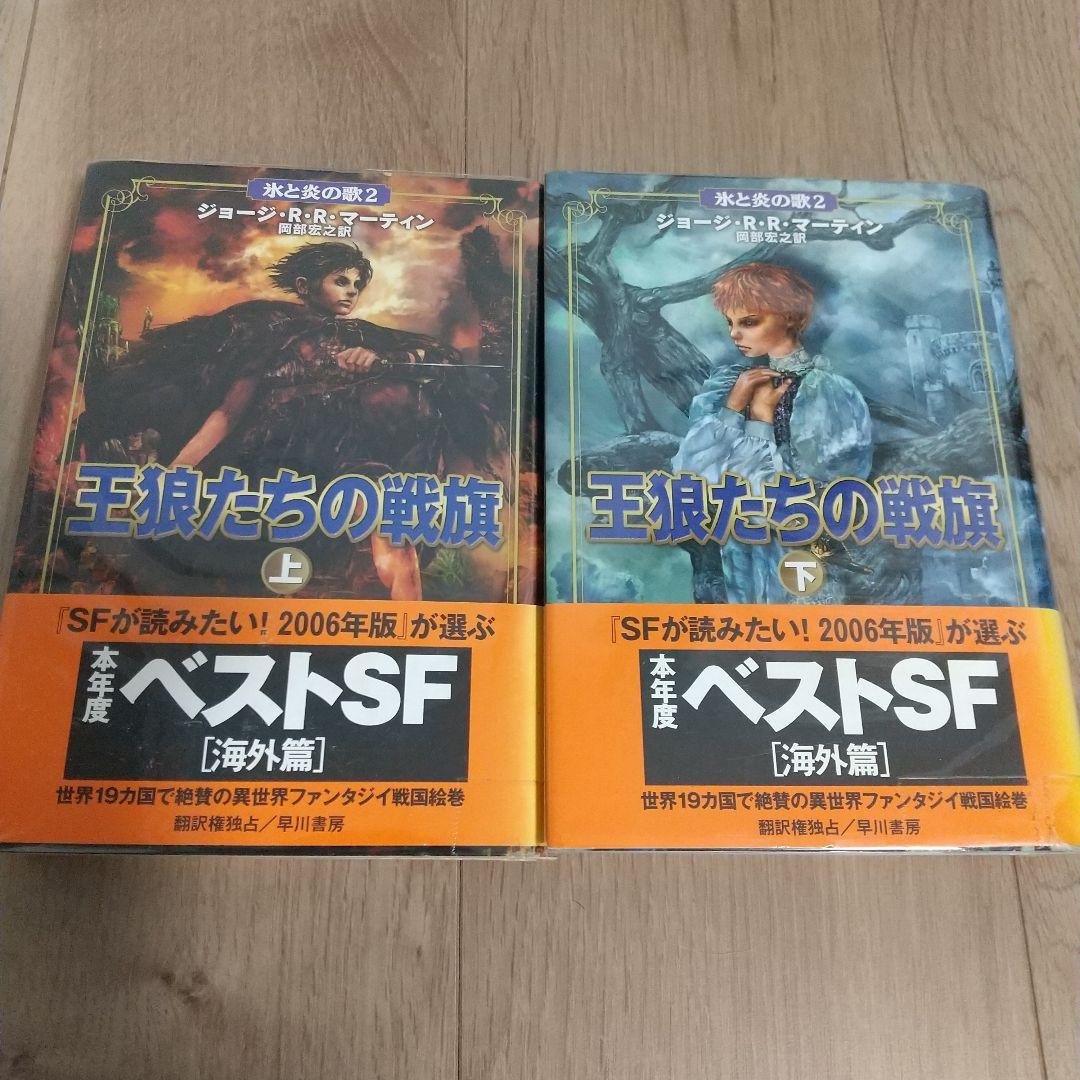 氷と炎の歌2
ジョージ・R・R・マーティン
岡部宏之訳
王狼たちの戦旗
上
『SFが読みたい! 2006年版』が選ぶ
本年度
ベストSF
[海外篇]
世界19カ国で絶賛の異世界ファンタジイ戦国絵巻
翻訳権独占/早川書房
氷と炎の歌2
ジョージ・R・R・マーティン
岡部宏之訳
王狼たちの戦旗
下
『SFが読みたい! 2006年版』が選ぶ
本年度
ベストSF
[海外篇]
世界19カ国で絶賛の異世界ファンタジイ戦国絵巻
翻訳権独占/早川書房